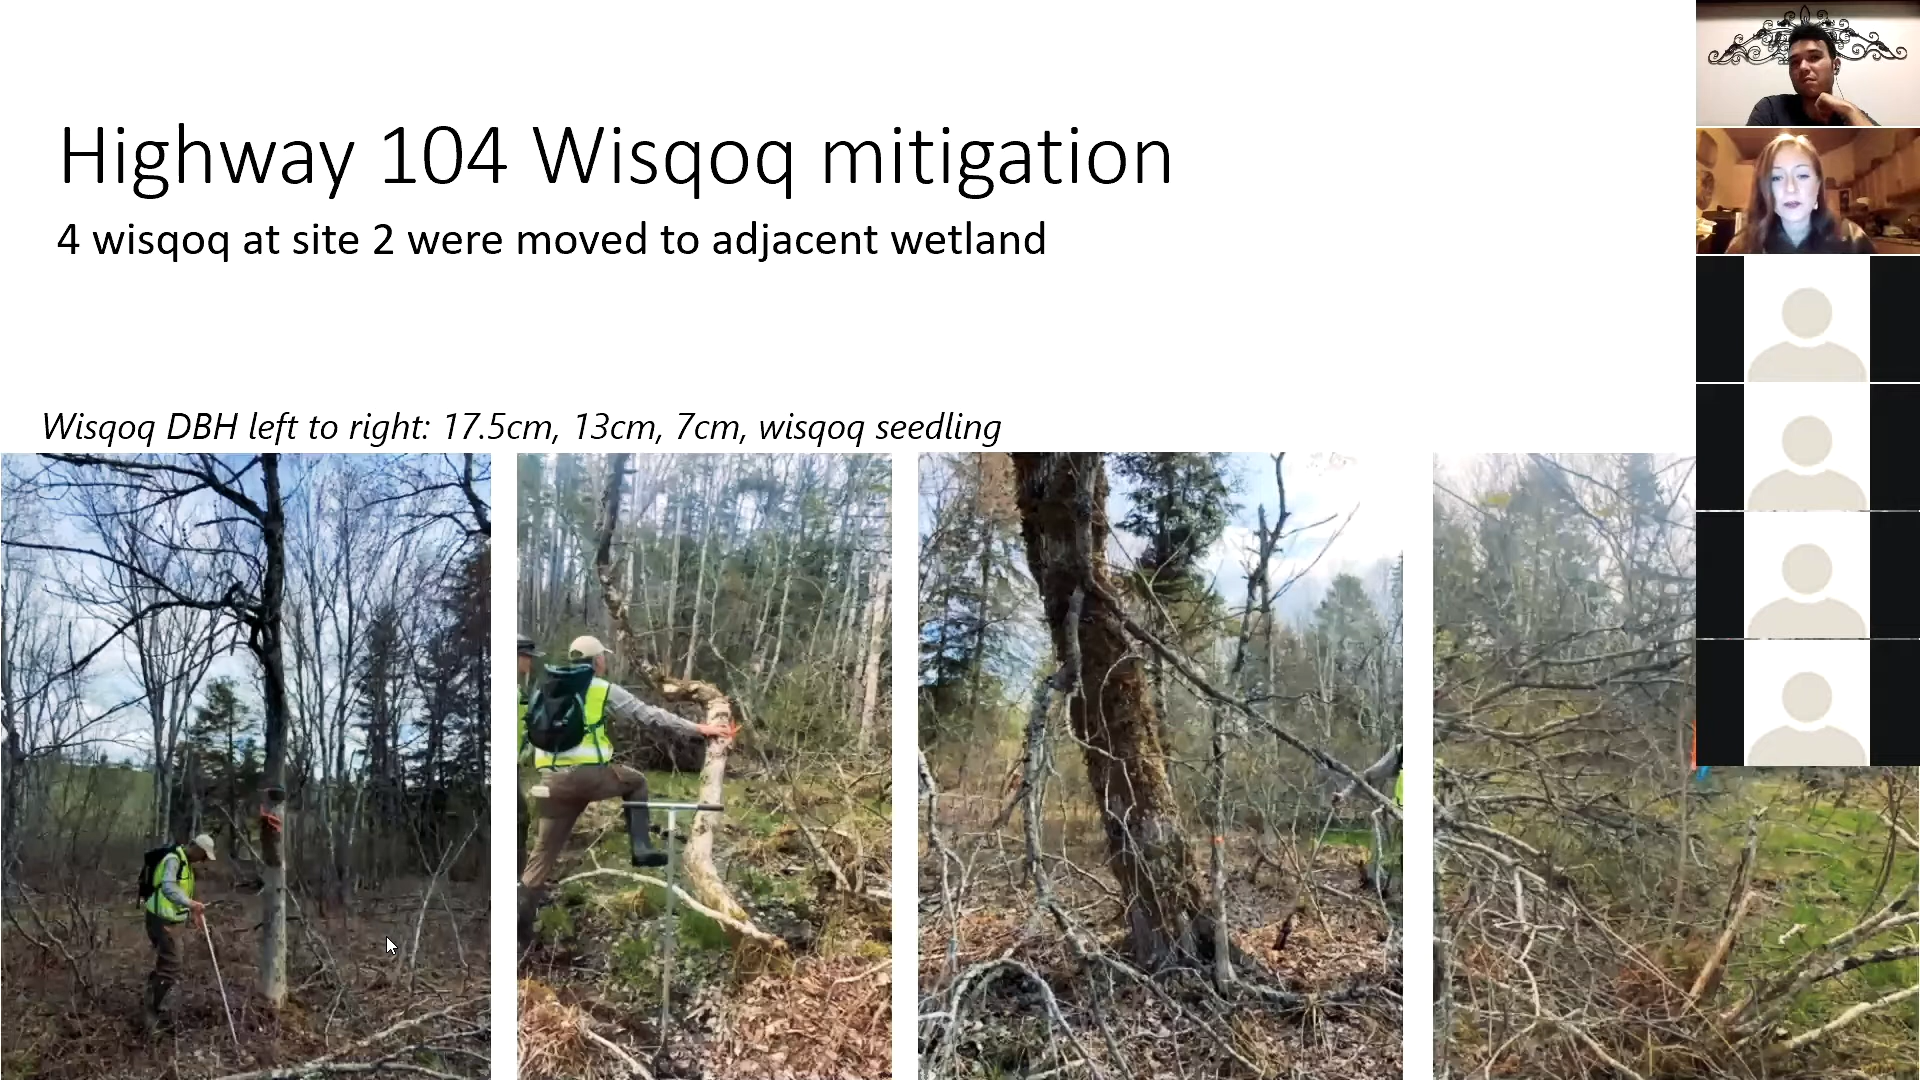 Highway 104 Wisqoq mitigation
4 wisqoq at site 2 were moved to adjacent wetland
Wisqoq DBH left to right: 17.5cm, 13cm, 7cm, wisqoq seedling